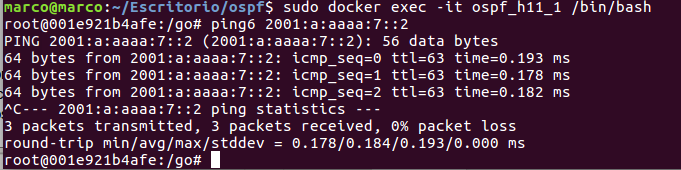 marco@marco:~/Escritorio/ospf$ sudo docker exec -it ospf_h11_1 /bin/bash
root@001e921b4afe:/go# ping6 2001:a:aaaa:7::2
PING 2001:a:aaaa:7::2 (2001:a:aaaa:7::2): 56 data bytes
64 bytes from 2001:a:aaaa:7::2: icmp_seq=0 ttl=63 time=0.193 ms
64 bytes from 2001:a:aaaa:7::2: icmp_seq=1 ttl=63 time=0.178 ms
64 bytes from 2001:a:aaaa:7::2: icmp_seq=2 ttl=63 time=0.182 ms
^C--- 2001:a:aaaa:7::2 ping statistics ---
3 packets transmitted, 3 packets received, 0% packet loss
round-trip min/avg/max/stddev = 0.178/0.184/0.193/0.000 ms
root@001e921b4afe:/go#